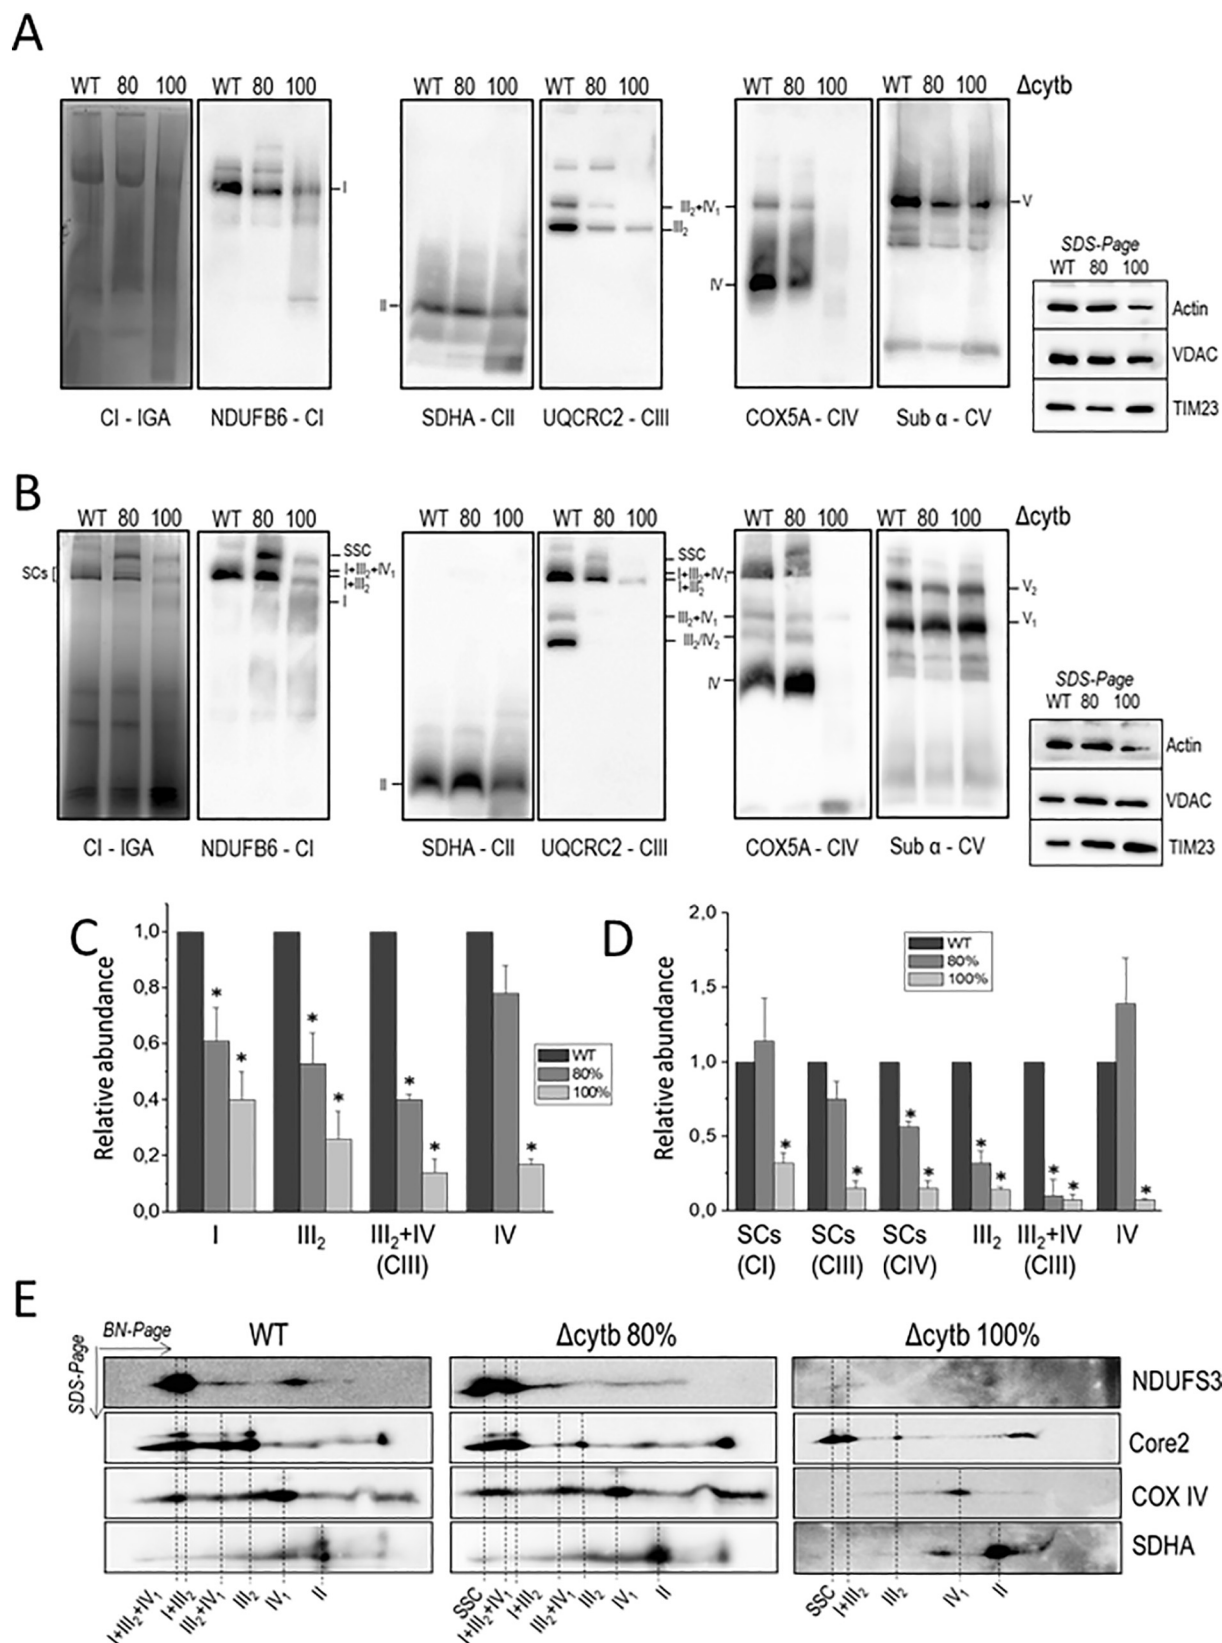 A
WT 80 100 WT 80 100 WT 80 100 WT 80 100 WT 80 100 WT 80 100 Δcytb
I
II
III₂+IV₁
III₂
IV
V
SDS-Page
WT 80 100
Actin
VDAC
TIM23
CI - IGA NDUFB6 - CI SDHA - CII UQCRC2 - CIII COX5A - CIV Sub α - CV
B
WT 80 100 WT 80 100 WT 80 100 WT 80 100 WT 80 100 WT 80 100 Δcytb
SCs
SSC
I+III₂+IV₁
I+III₂
I
II
SSC
I+III₂+IV₁
I+III₂
III₂+IV₁
III₂/IV₂
IV
V₂
V₁
SDS-Page
WT 80 100
Actin
VDAC
TIM23
CI - IGA NDUFB6 - CI SDHA - CII UQCRC2 - CIII COX5A - CIV Sub α - CV
C
Relative abundance
1,0
0,8
0,6
0,4
0,2
0,0
* * * * * * *
WT
80%
100%
I III₂ III₂+IV IV
(CIII)
D
Relative abundance
2,0
1,5
1,0
0,5
0,0
WT
80%
100%
* * * * * * * * *
SCs SCs SCs III₂ III₂+IV IV
(CI) (CIII) (CIV) (CIII)
E
BN-Page
SDS-Page
WT Δcytb 80% Δcytb 100%
NDUFS3
Core2
COX IV
SDHA
I+III₂+IV₁ I+III₂ III₂+IV₁ III₂ IV₁ II
SSC I+III₂+IV₁ I+III₂ III₂+IV₁ III₂ IV₁ II
SSC I+III₂ III₂ IV₁ II